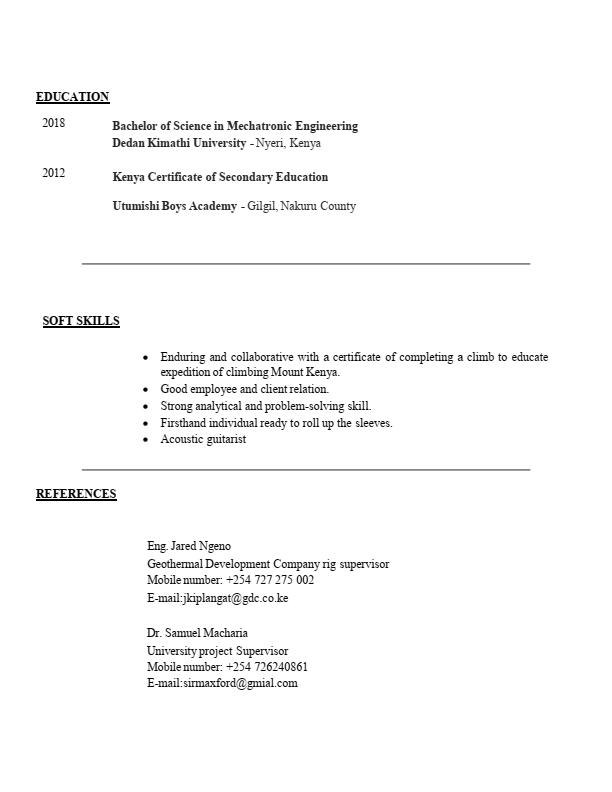 EDUCATION
2018
Bachelor of Science in Mechatronic Engineering
Dedan Kimathi University - Nyeri, Kenya
2012
Kenya Certificate of Secondary Education
Utumishi Boys Academy - Gilgil, Nakuru County
SOFT SKILLS
• Enduring and collaborative with a certificate of completing a climb to educate
expedition of climbing Mount Kenya.
• Good employee and client relation.
• Strong analytical and problem-solving skill.
• Firsthand individual ready to roll up the sleeves.
• Acoustic guitarist
REFERENCES
Eng. Jared Ngeno
Geothermal Development Company rig supervisor
Mobile number: +254 727 275 002
E-mail:jkiplangat@gdc.co.ke
Dr. Samuel Macharia
University project Supervisor
Mobile number: +254 726240861
E-mail:sirmaxford@gmial.com